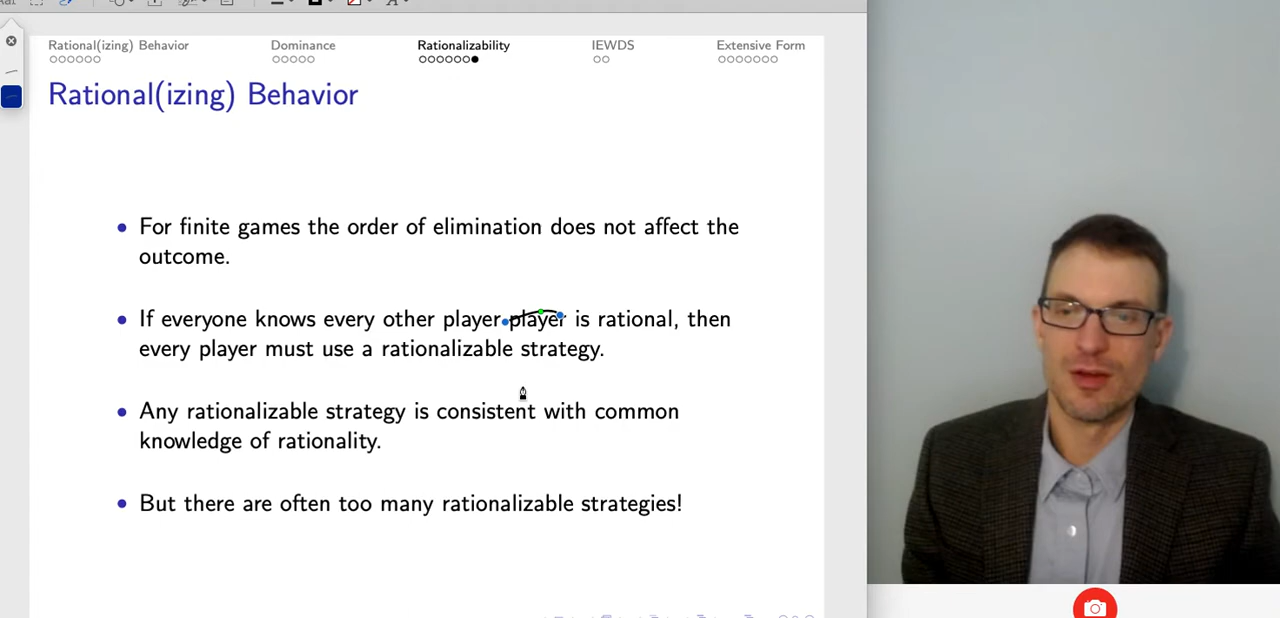 Rational(izing) Behavior
Dominance
Rationalizability
IEWDS
Extensive Form
Rational(izing) Behavior
• For finite games the order of elimination does not affect the
outcome.
• If everyone knows every other player player is rational, then
every player must use a rationalizable strategy.
• Any rationalizable strategy is consistent with common
knowledge of rationality.
• But there are often too many rationalizable strategies!